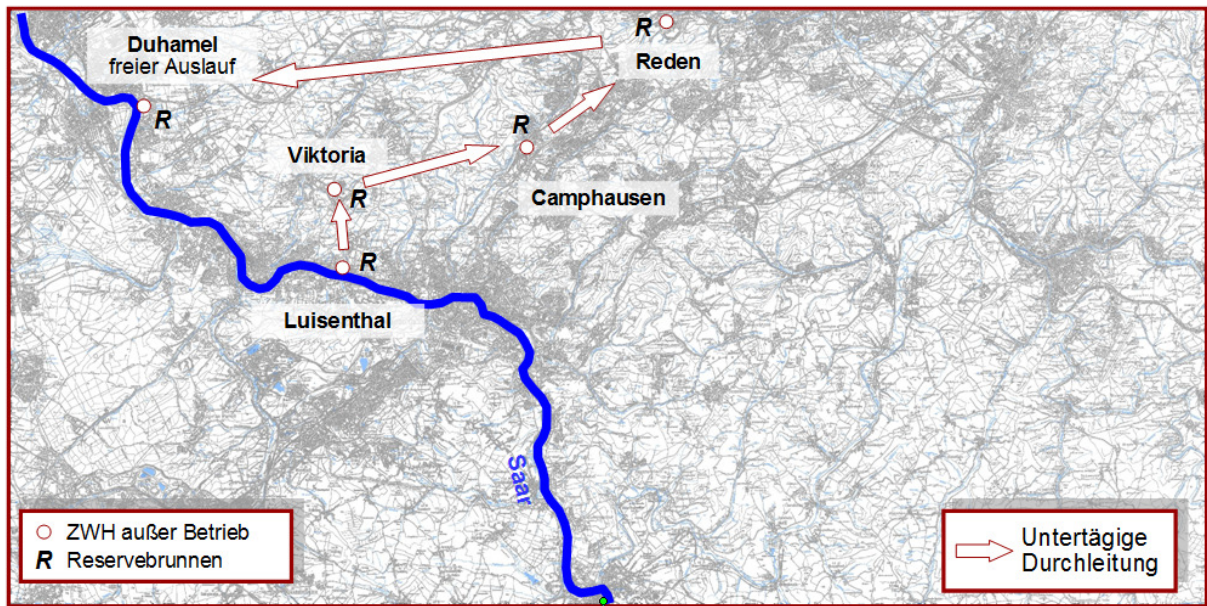 Duhamel
freier Auslauf
R
R
Reden
Viktoria
R
R
Camphausen
R
Luisenthal
Saar
ZWH außer Betrieb
R Reservebrunnen
Untertägige
Durchleitung